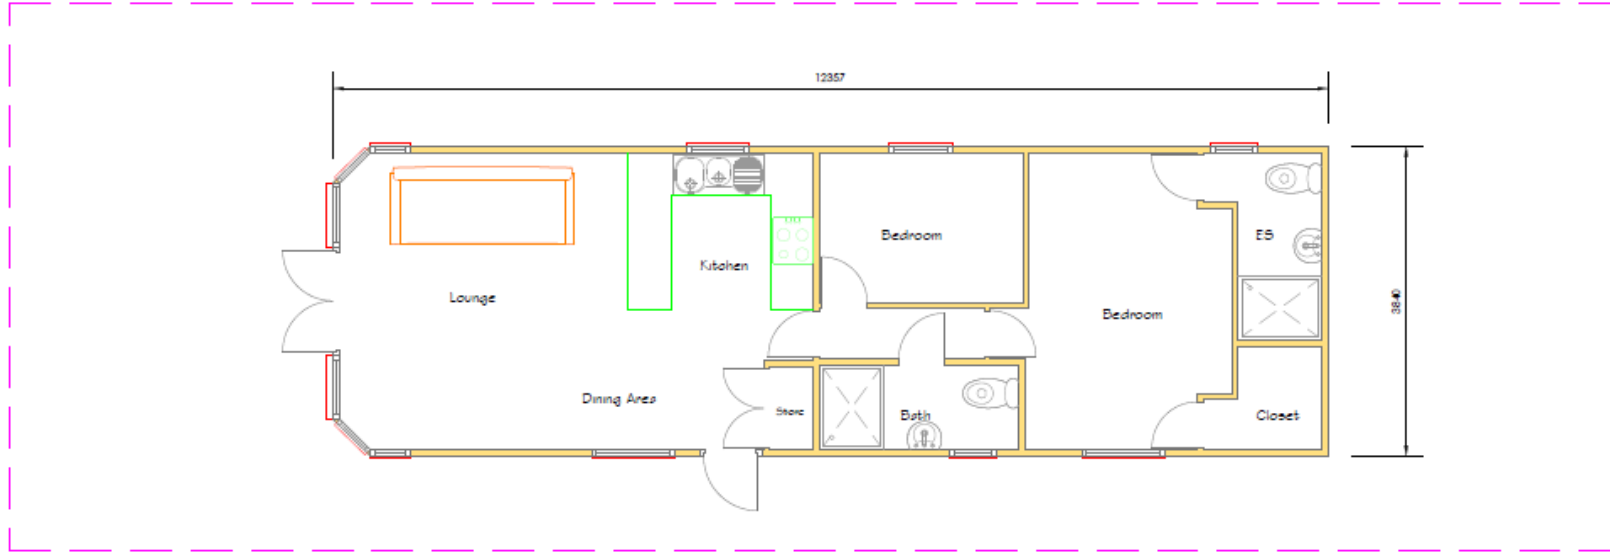 12357
Bedroom
ES
Kitchen
Lounge
Bedroom
3840
Dining Area
Store
Bath
Closet